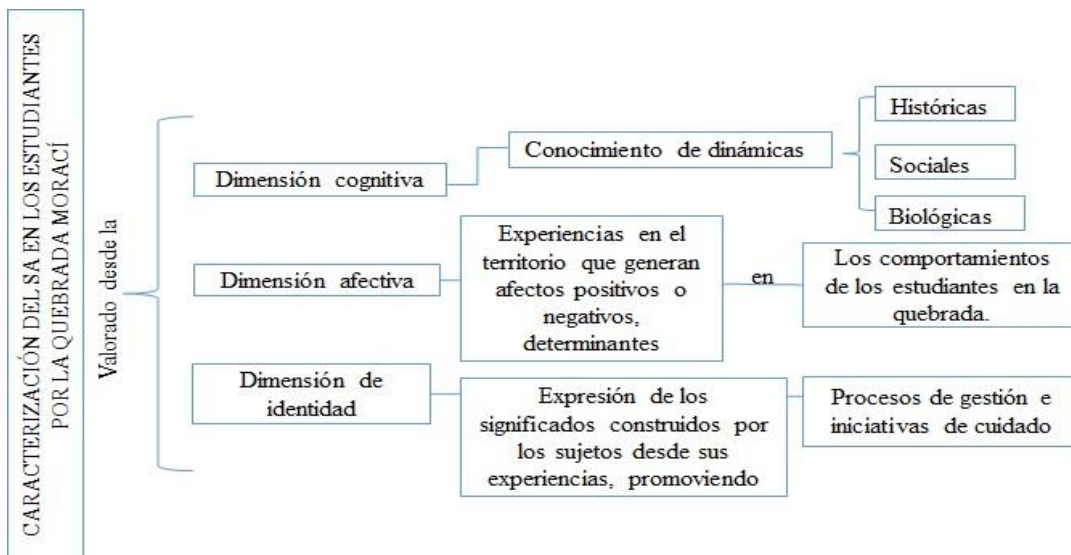 CARACTERIZACIÓN DEL SA EN LOS ESTUDIANTES
POR LA QUEBRADA MORACÍ
Valorado desde la
Dimensión cognitiva
Conocimiento de dinámicas
Históricas
Sociales
Biológicas
Dimensión afectiva
Experiencias en el
territorio que generan
afectos positivos o
negativos,
determinantes
en
Los comportamientos
de los estudiantes en la
quebrada.
Dimensión de
identidad
Expresión de los
significados construidos por
los sujetos desde sus
experiencias, promoviendo
Procesos de gestión e
iniciativas de cuidado